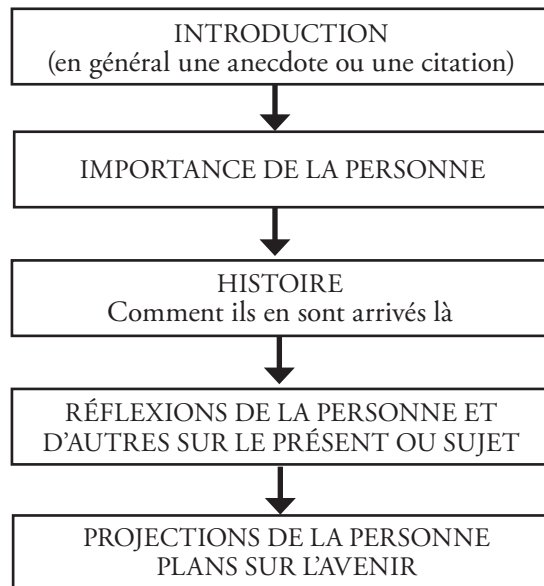 INTRODUCTION
(en général une anecdote ou une citation)
IMPORTANCE DE LA PERSONNE
HISTOIRE
Comment ils en sont arrivés là
RÉFLEXIONS DE LA PERSONNE ET
D'AUTRES SUR LE PRÉSENT OU SUJET
PROJECTIONS DE LA PERSONNE
PLANS SUR L'AVENIR